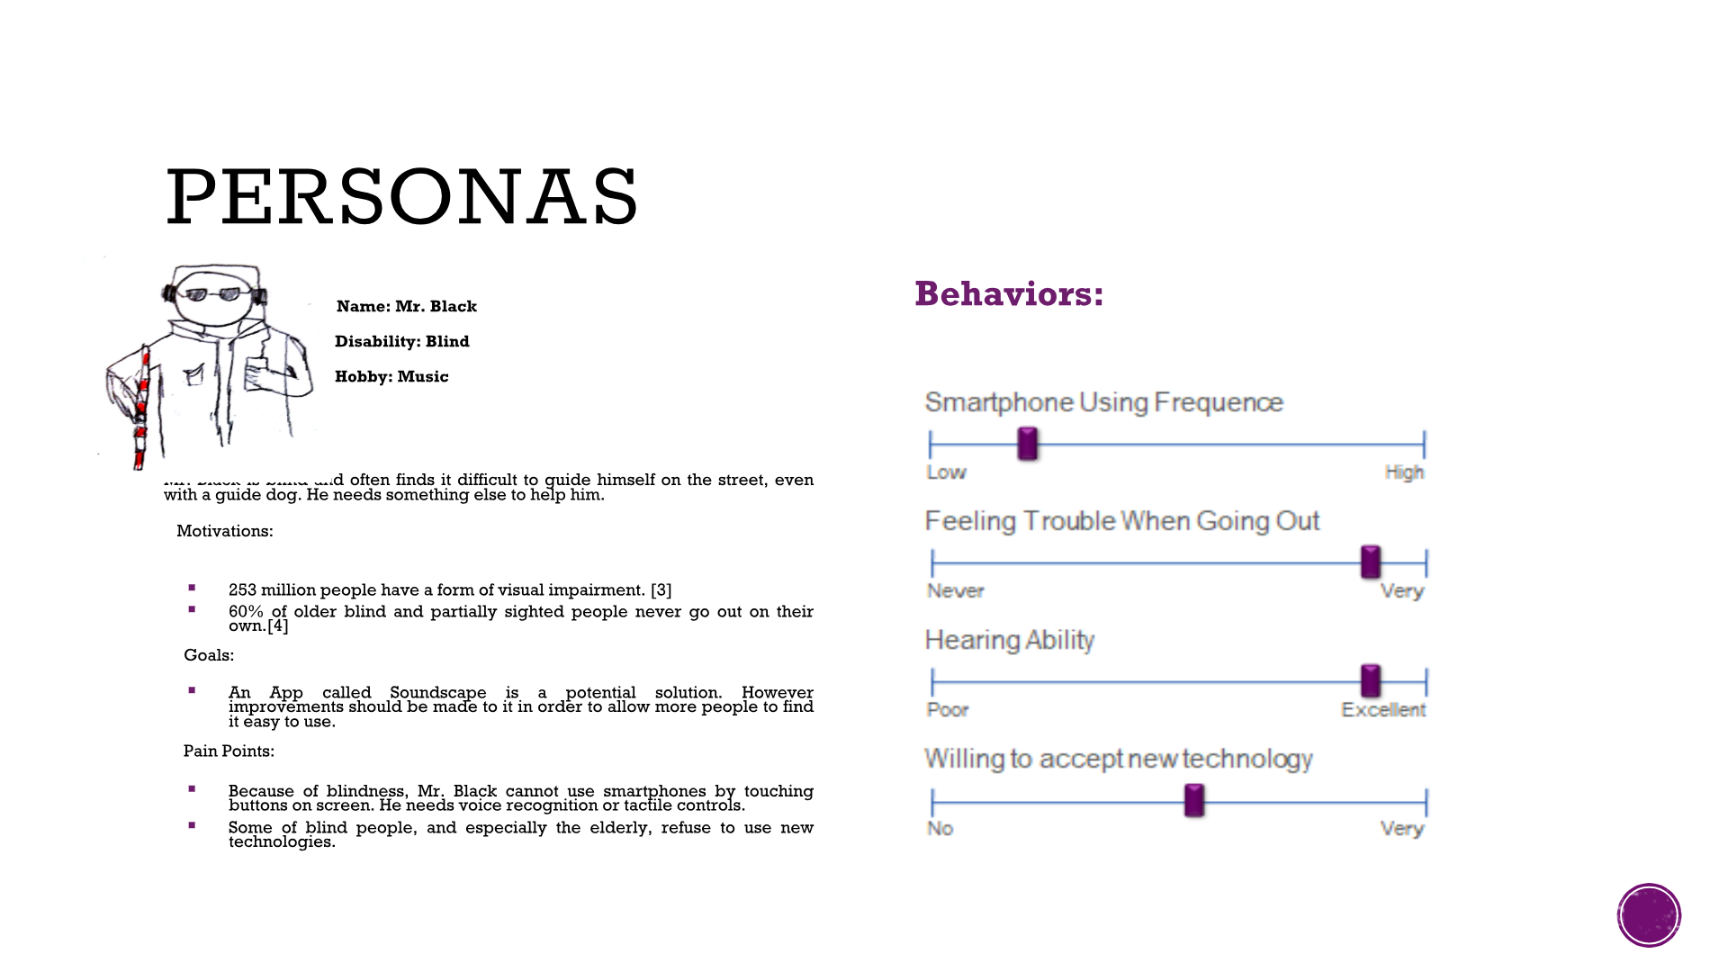 PERSONAS
Name: Mr. Black
Disability: Blind
Hobby: Music
Mr. Black is blind and often finds it difficult to guide himself on the street, even
with a guide dog. He needs something else to help him.
Motivations:
253 million people have a form of visual impairment. [3]
60% of older blind and partially sighted people never go out on their
own.[4]
Goals:
An App called Soundscape is a potential solution. However
improvements should be made to it in order to allow more people to find
it easy to use.
Pain Points:
Because of blindness, Mr. Black cannot use smartphones by touching
buttons on screen. He needs voice recognition or tactile controls.
Some of blind people, and especially the elderly, refuse to use new
technologies.
Behaviors:
Smartphone Using Frequence
Low High
Feeling Trouble When Going Out
Never Very
Hearing Ability
Poor Excellent
Willing to accept new technology
No Very